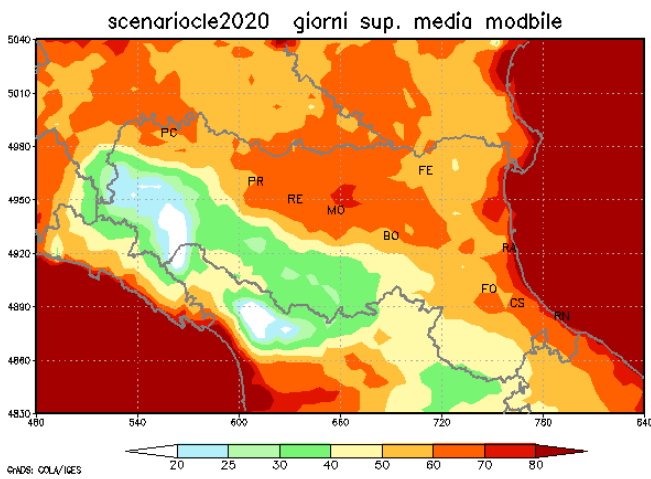 scenariocle2020 giorni sup. media modbile
5040
5010
4980
4950
4920
4890
4860
4830
480
540
600
660
720
780
640
PC
PR
RE
MO
BO
FE
RA
FO
CS
RN
20 25 30 40 50 60 70 80
GrADS: COLA/IGES